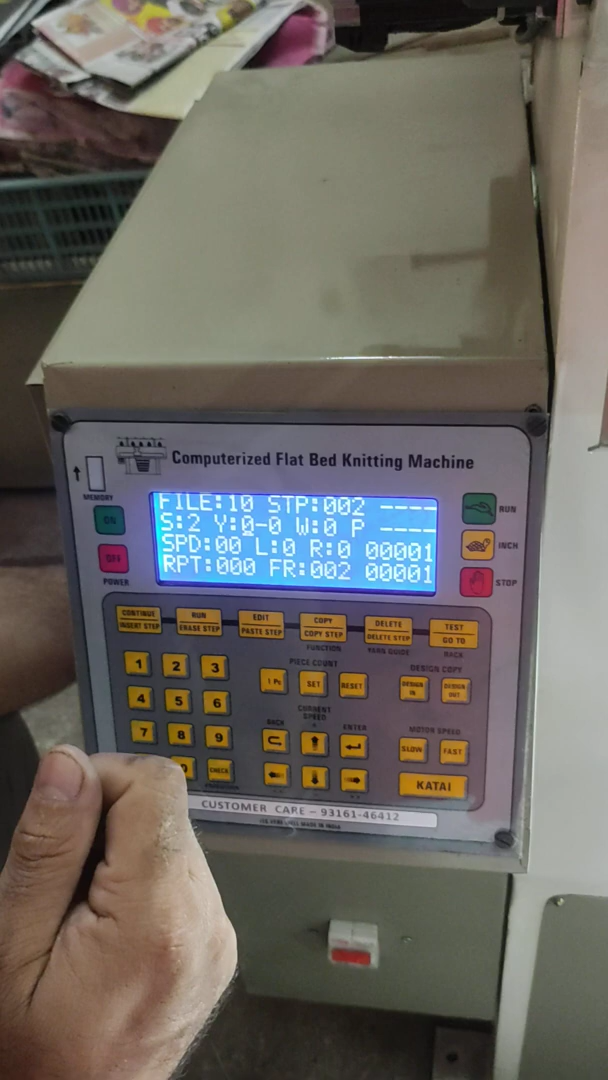 Computerized Flat Bed Knitting Machine
MEMORY
ON
OFF
POWER
FILE:10 STP:002 ----
S:2 Y:0-0 W:0 P ----
SPD:00 L:0 R:0 00001
RPT:000 FR:002 00001
RUN
INCH
STOP
CONTINUE
INSERT STEP
RUN
ERASE STEP
EDIT
PASTE STEP
COPY
COPY STEP
DELETE
DELETE STEP
TEST
GO TO
FUNCTION
YARN GUIDE
RACK
1 2 3
4 5 6
7 8 9
CHECK
PIECE COUNT
1 Pc SET RESET
DESIGN COPY
DESIGN IN
DESIGN OUT
CURRENT SPEED
BACK
ENTER
MOTOR SPEED
SLOW FAST
KATAI
CUSTOMER CARE – 93161-46412
MADE IN INDIA